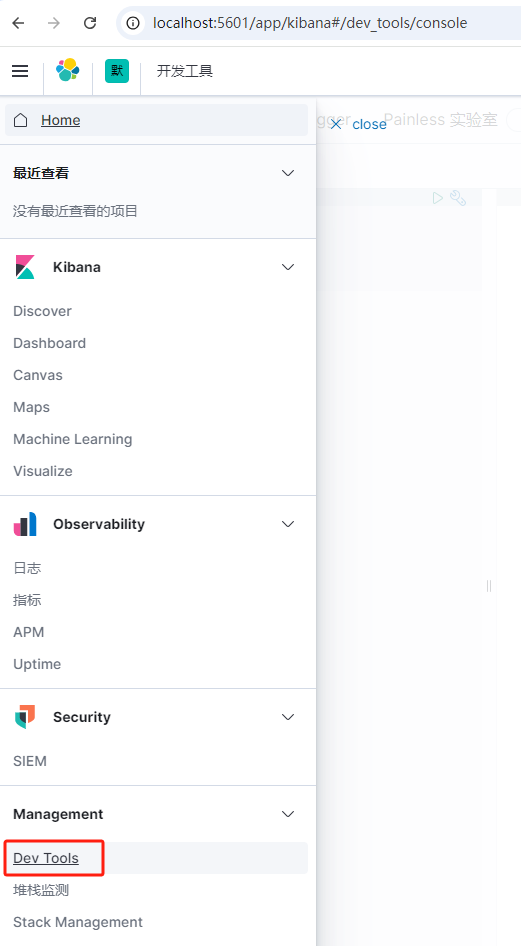 localhost:5601/app/kibana#/dev_tools/console
默
开发工具
Home
close
Painless 实验室
最近查看
没有最近查看的项目
Kibana
Discover
Dashboard
Canvas
Maps
Machine Learning
Visualize
Observability
日志
指标
APM
Uptime
Security
SIEM
Management
Dev Tools
堆栈监测
Stack Management